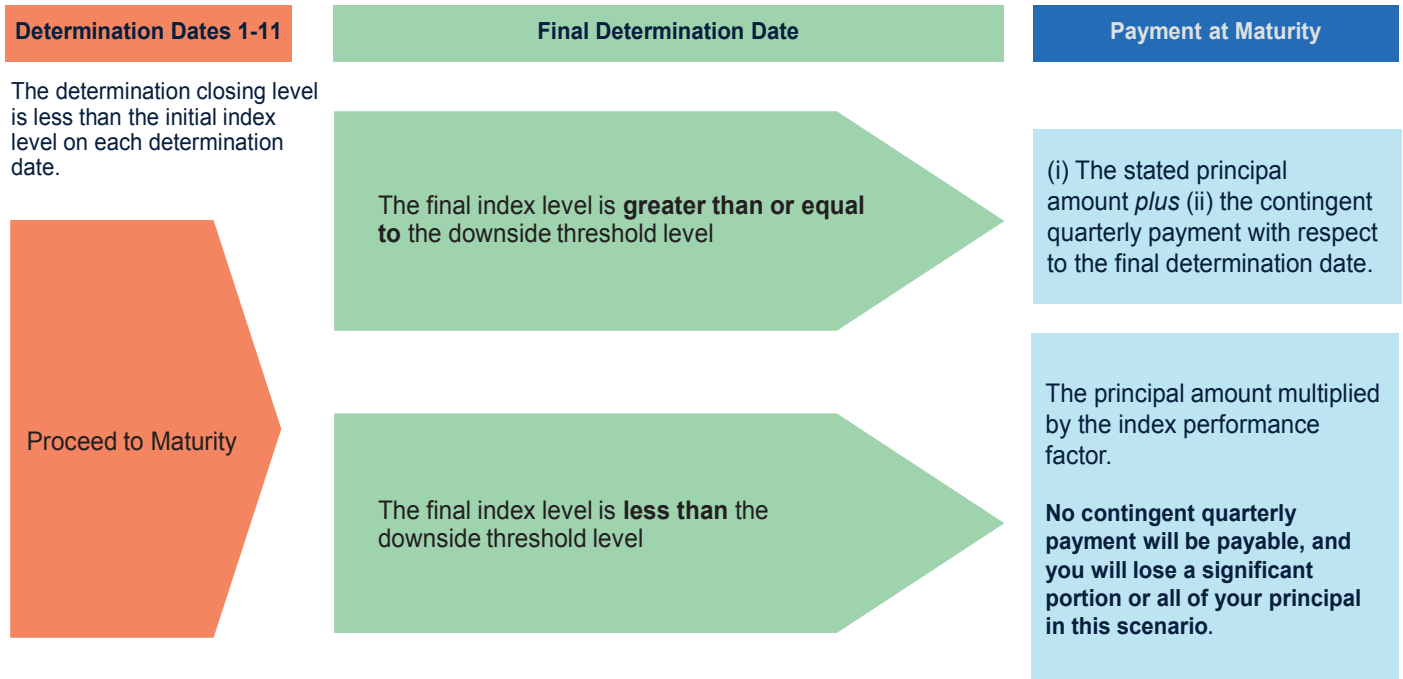 Determination Dates 1-11
Final Determination Date
Payment at Maturity
The determination closing level
is less than the initial index
level on each determination
date.
Proceed to Maturity
The final index level is greater than or equal
to the downside threshold level
(i) The stated principal
amount plus (ii) the contingent
quarterly payment with respect
to the final determination date.
The final index level is less than the
downside threshold level
The principal amount multiplied
by the index performance
factor.
No contingent quarterly
payment will be payable, and
you will lose a significant
portion or all of your principal
in this scenario.